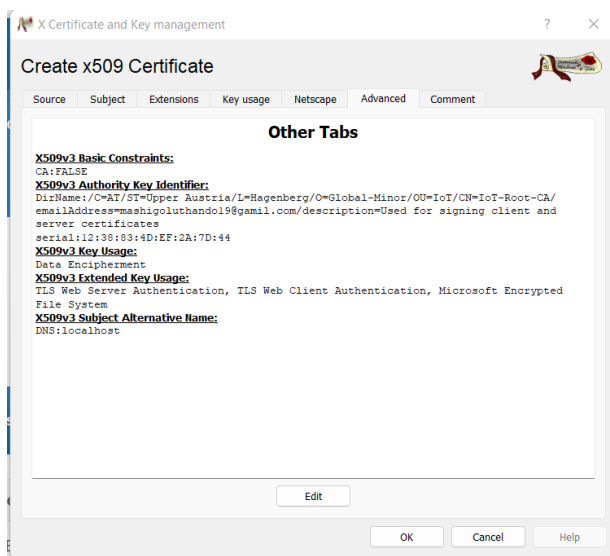 X Certificate and Key management
?
Create x509 Certificate
Source Subject Extensions Key usage Netscape Advanced Comment
Other Tabs
X509v3 Basic Constraints:
CA:FALSE
X509v3 Authority Key Identifier:
DirName:/C=AT/ST=Upper Austria/L=Hagenberg/O=Global-Minor/OU=IoT/CN=IoT-Root-CA/
emailAddress=mashigoluthando19@gamil.com/description=Used for signing client and
server certificates
serial:12:38:83:4D:EF:2A:7D:44
X509v3 Key Usage:
Data Encipherment
X509v3 Extended Key Usage:
TLS Web Server Authentication, TLS Web Client Authentication, Microsoft Encrypted
File System
X509v3 Subject Alternative Name:
DNS:localhost
Edit
OK Cancel Help